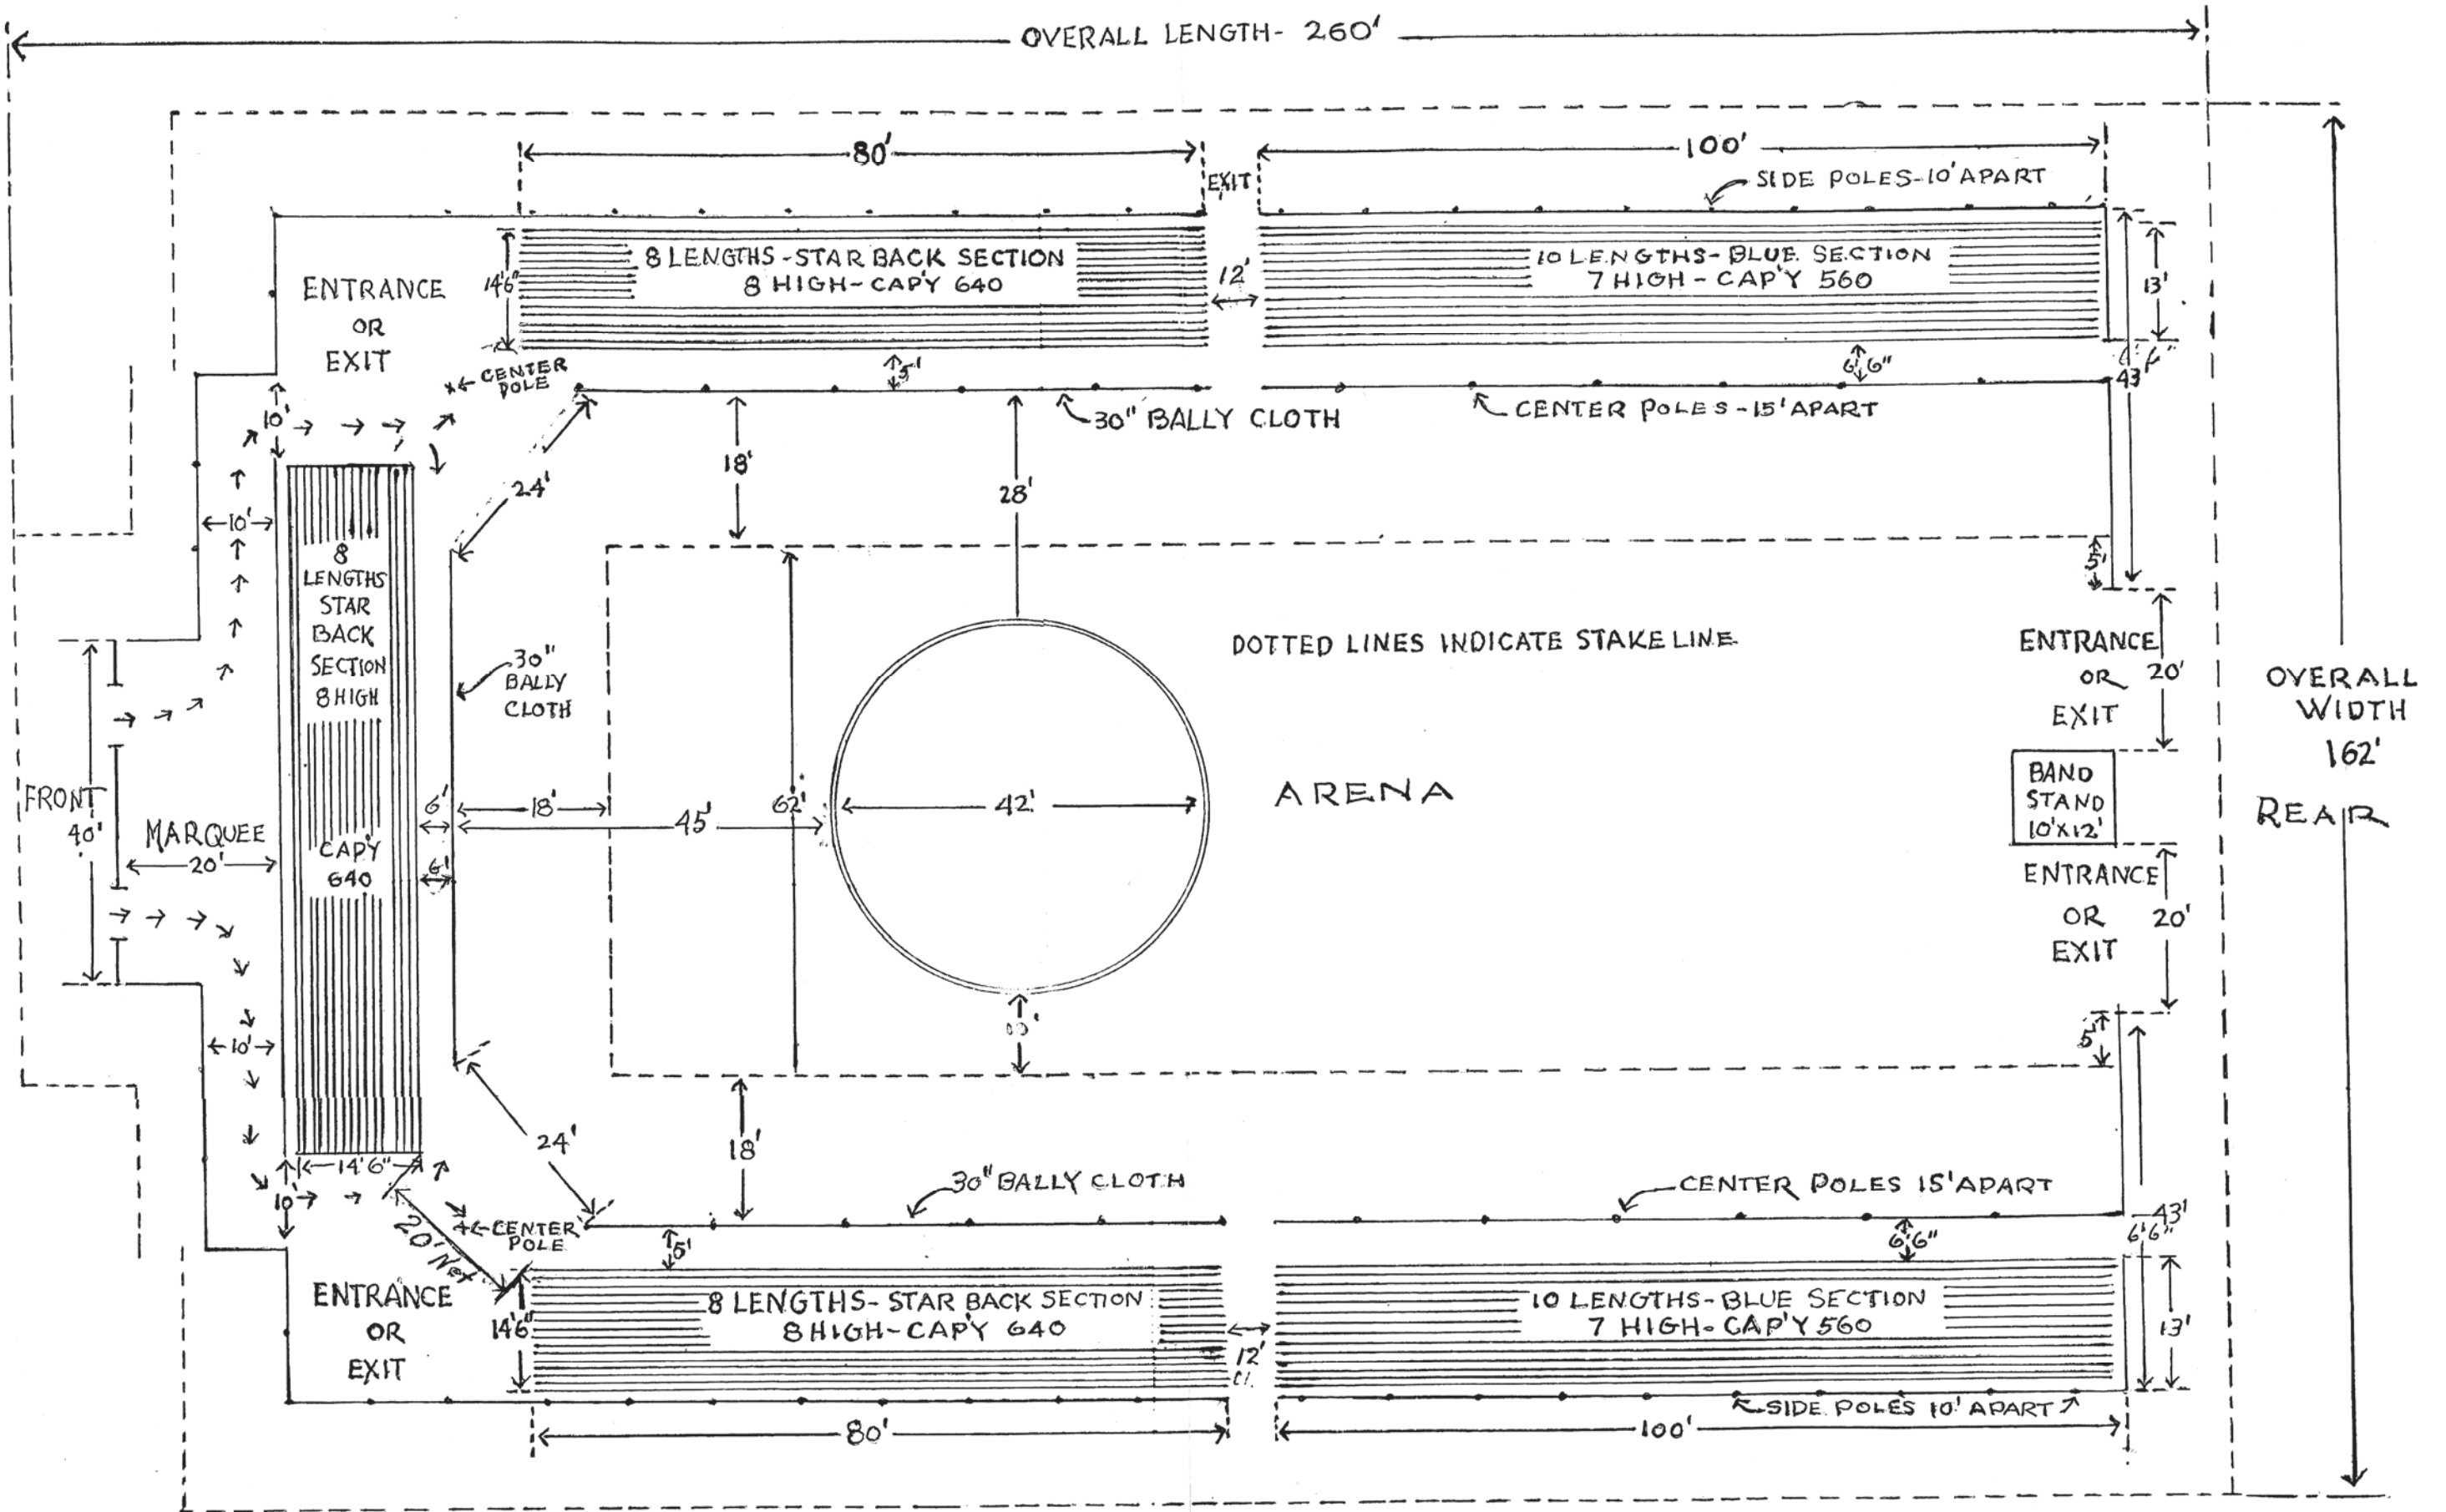 OVERALL LENGTH- 260'
80'
100'
EXIT
SIDE POLES-10'APART
8 LENGTHS-STAR BACK SECTION
8 HIGH-CAP'Y 640
14'6"
12'
10 LENGTHS-BLUE SECTION
7 HIGH-CAP'Y 560
13'
ENTRANCE
OR
EXIT
CENTER
POLE
5'
6'6"
43'
30" BALLY CLOTH
CENTER POLES-15'APART
10'
24'
18'
28'
10'
8
LENGTHS
STAR
BACK
SECTION
8 HIGH
CAPY
640
30"
BALLY
CLOTH
DOTTED LINES INDICATE STAKE LINE
5'
ENTRANCE
OR
EXIT
20'
OVERALL
WIDTH
162'
REAR
FRONT
40'
MARQUEE
20'
6'
18'
45'
62'
42'
ARENA
BAND
STAND
10'X12'
6'
ENTRANCE
OR
EXIT
20'
10'
5'
24'
18'
14'6"
10'
20' Net
CENTER
POLE
30" BALLY CLOTH
CENTER POLES 15'APART
43'
6'6"
5'
6'6"
ENTRANCE
OR
EXIT
14'6"
8 LENGTHS-STAR BACK SECTION
8 HIGH-CAP'Y 640
12'
10 LENGTHS-BLUE SECTION
7 HIGH-CAP'Y 560
13'
SIDE POLES 10' APART
80'
100'